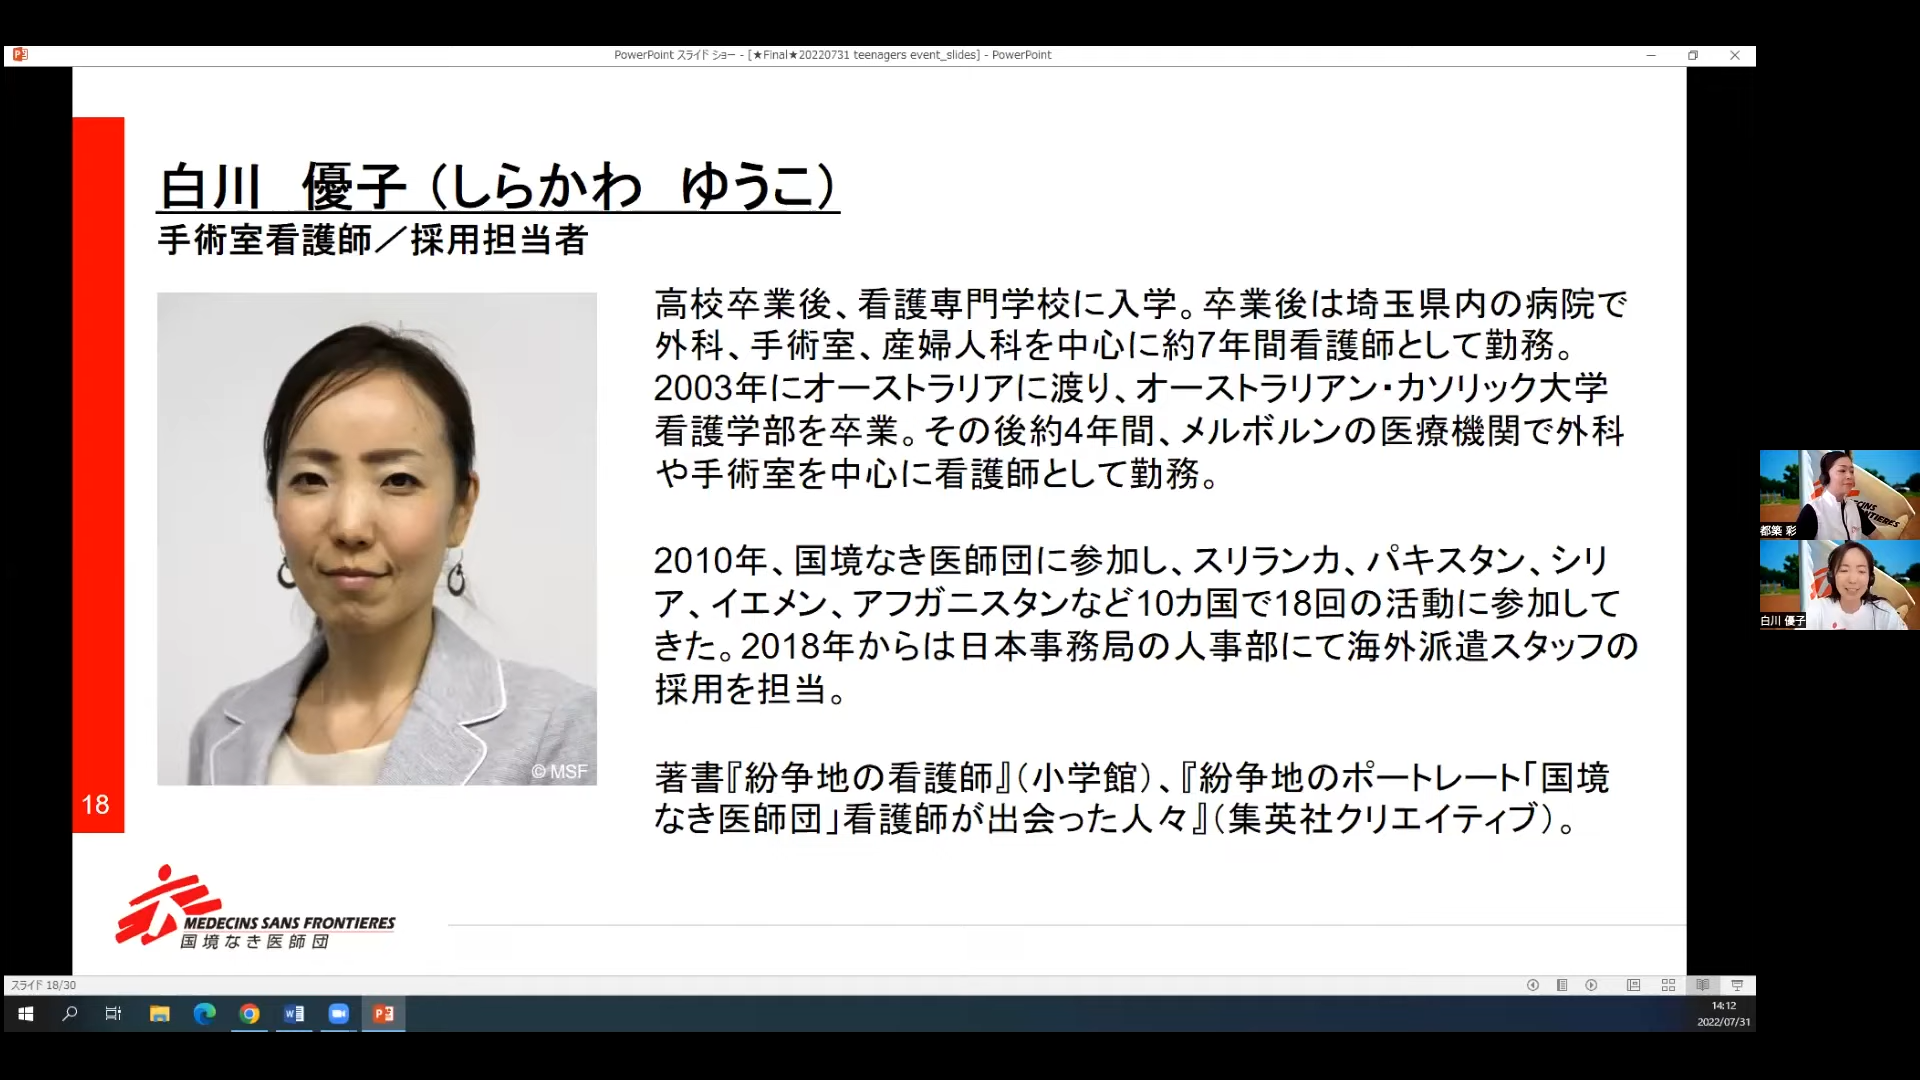 PowerPoint スライド ショー - [★Final★20220731 teenagers event_slides] - PowerPoint
白川　優子（しらかわ　ゆうこ）
手術室看護師／採用担当者
高校卒業後、看護専門学校に入学。卒業後は埼玉県内の病院で
外科、手術室、産婦人科を中心に約7年間看護師として勤務。
2003年にオーストラリアに渡り、オーストラリアン・カソリック大学
看護学部を卒業。その後約4年間、メルボルンの医療機関で外科
や手術室を中心に看護師として勤務。
2010年、国境なき医師団に参加し、スリランカ、パキスタン、シリ
ア、イエメン、アフガニスタンなど10カ国で18回の活動に参加して
きた。2018年からは日本事務局の人事部にて海外派遣スタッフの
採用を担当。
著書『紛争地の看護師』（小学館）、『紛争地のポートレート「国境
なき医師団」看護師が出会った人々』（集英社クリエイティブ）。
© MSF
18
MEDECINS SANS FRONTIERES
国境なき医師団
都築 彩
白川 優子
スライド 18/30
14:12
2022/07/31